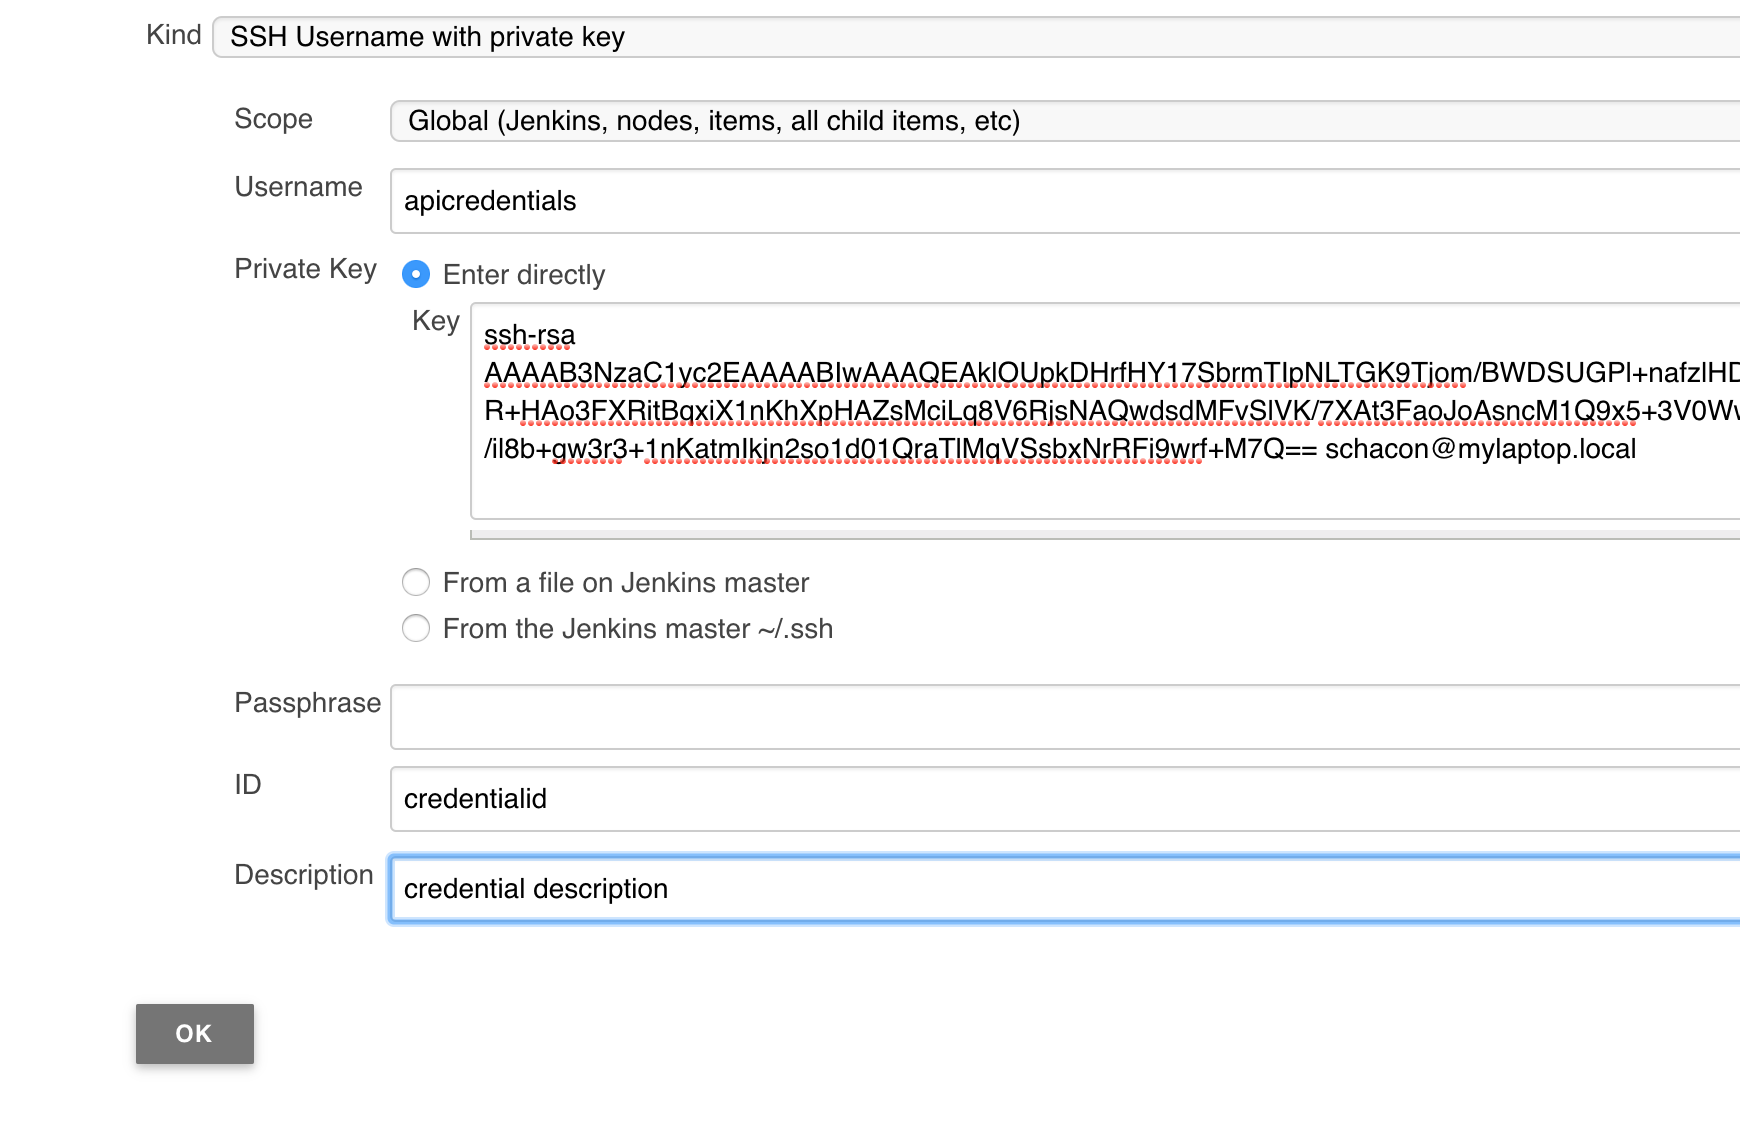 Kind SSH Username with private key
Scope Global (Jenkins, nodes, items, all child items, etc)
Username apicredentials
Private Key Enter directly
Key ssh-rsa
AAAAB3NzaC1yc2EAAAABIwAAAQEAklOUpkDHrfHY17SbrmTIpNLTGK9Tjom/BWDSUGPl+nafzlHD
R+HAo3FXRitBqxiX1nKhXpHAZsMciLq8V6RjsNAQwdsdMFvSlVK/7XAt3FaoJoAsncM1Q9x5+3V0Ww
/il8b+gw3r3+1nKatmIkjn2so1d01QraTlMqVSsbxNrRFi9wrf+M7Q== schacon@mylaptop.local
From a file on Jenkins master
From the Jenkins master ~/.ssh
Passphrase
ID credentialid
Description credential description
OK